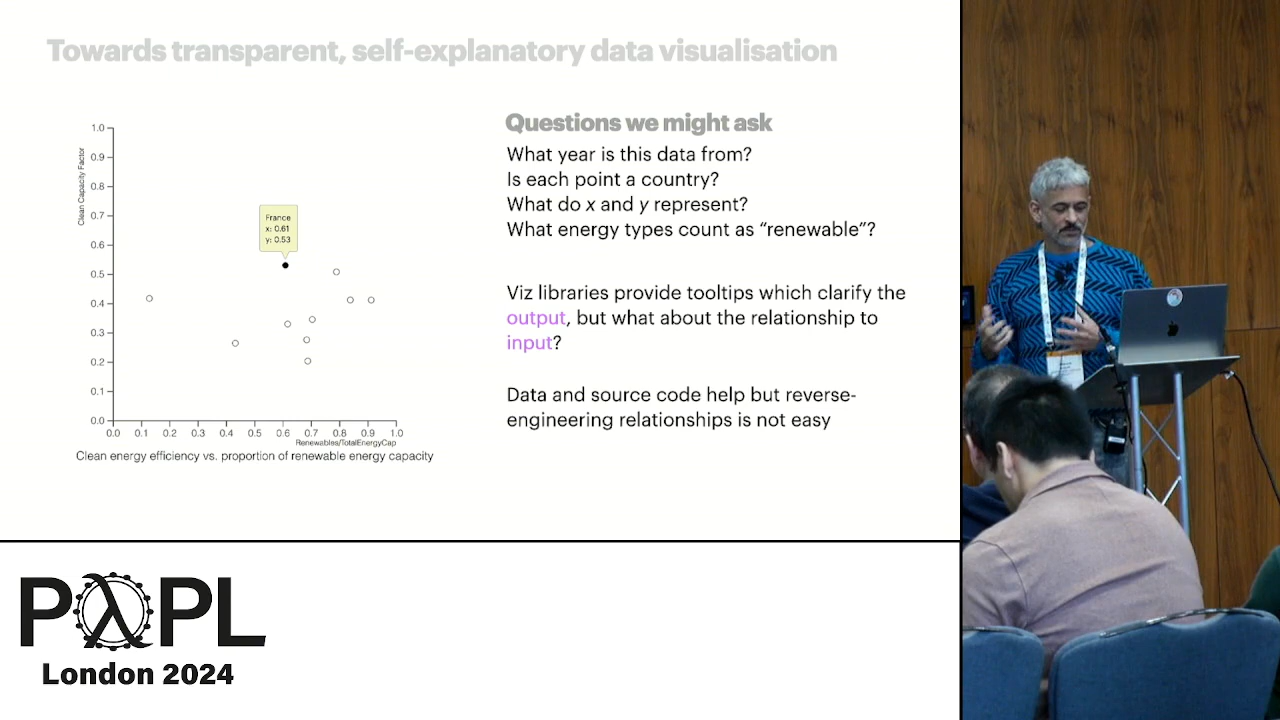 Towards transparent, self-explanatory data visualisation
1.0
0.9
0.8
0.7
0.6
0.5
0.4
0.3
0.2
0.1
0.0
Clean Capacity Factor
France
x: 0.61
y: 0.53
0.0 0.1 0.2 0.3 0.4 0.5 0.6 0.7 0.8 0.9 1.0
Renewables/TotalEnergyCap
Clean energy efficiency vs. proportion of renewable energy capacity
Questions we might ask
What year is this data from?
Is each point a country?
What do x and y represent?
What energy types count as “renewable”?
Viz libraries provide tooltips which clarify the
output, but what about the relationship to
input?
Data and source code help but reverse-
engineering relationships is not easy
PλPL
London 2024